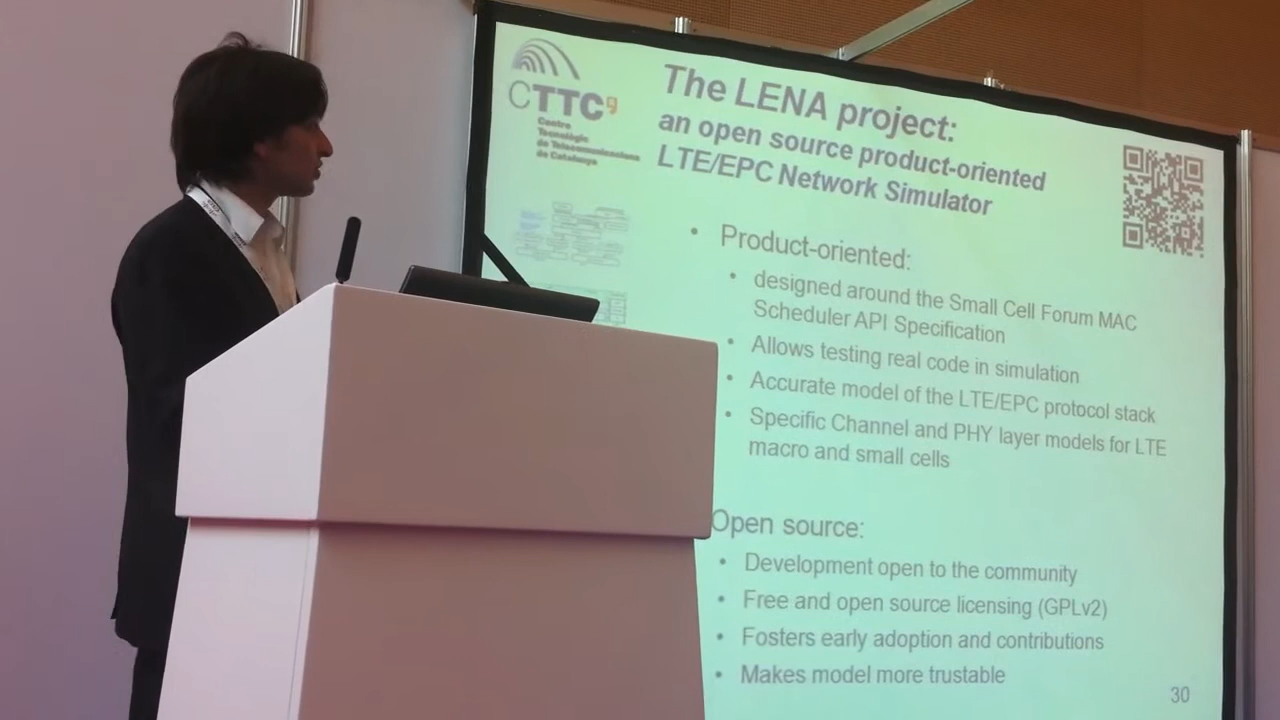 CTTC
Centre
Tecnològic
de Telecomunicacions
de Catalunya
The LENA project:
an open source product-oriented
LTE/EPC Network Simulator
• Product-oriented:
• designed around the Small Cell Forum MAC
Scheduler API Specification
• Allows testing real code in simulation
• Accurate model of the LTE/EPC protocol stack
• Specific Channel and PHY layer models for LTE
macro and small cells
Open source:
• Development open to the community
• Free and open source licensing (GPLv2)
• Fosters early adoption and contributions
• Makes model more trustable
30